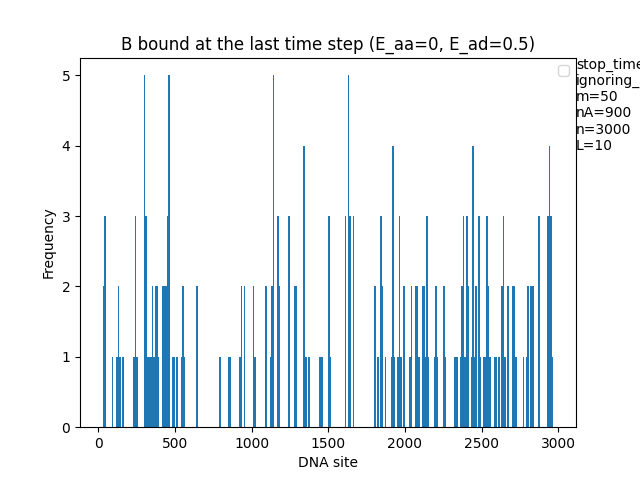 B bound at the last time step (E_aa=0, E_ad=0.5)
stop_time
ignoring_
m=50
nA=900
n=3000
L=10
5
4
3
2
1
0
Frequency
0 500 1000 1500 2000 2500 3000
DNA site